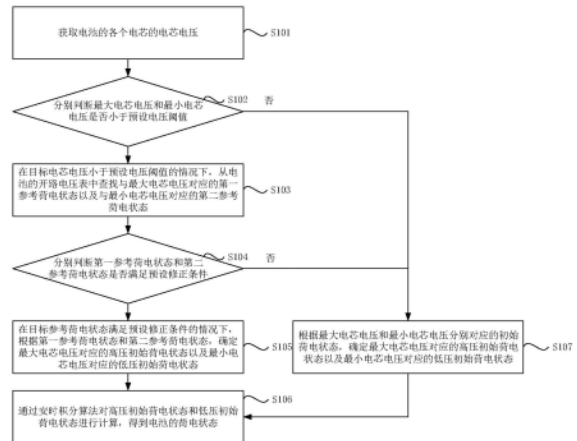 获取电池的各个电芯的电芯电压
S101
分别判断最大电芯电压和最小电芯
电压是否小于预设电压阈值
S102
否
在目标电芯电压小于预设电压阈值的情况下，从电
池的开路电压表中查找与最大电芯电压对应的第一
参考荷电状态以及与最小电芯电压对应的第二参考
荷电状态
S103
分别判断第一参考荷电状态和第二
参考荷电状态是否满足预设修正条件
S104
否
在目标参考荷电状态满足预设修正条件的情况下，
根据第一参考荷电状态和第二参考荷电状态，确定
最大电芯电压对应的高压初始荷电状态以及最小电
芯电压对应的低压初始荷电状态
S105
根据最大电芯电压和最小电芯电压分别对应的初始
荷电状态，确定最大电芯电压对应的高压初始荷电
状态以及最小电芯电压对应的低压初始荷电状态
S107
通过安时积分算法对高压初始荷电状态和低压初始
荷电状态进行计算，得到电池的荷电状态
S106